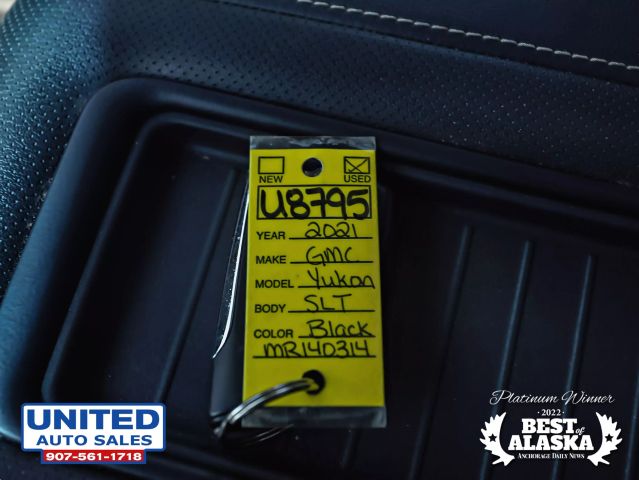 NEW USED
U8795
YEAR 2021
MAKE GMC
MODEL Yukon
BODY SLT
COLOR Black
MR140314
UNITED
AUTO SALES
907-561-1718
Platinum Winner
·2022·
BEST of
ALASKA
ANCHORAGE DAILY NEWS